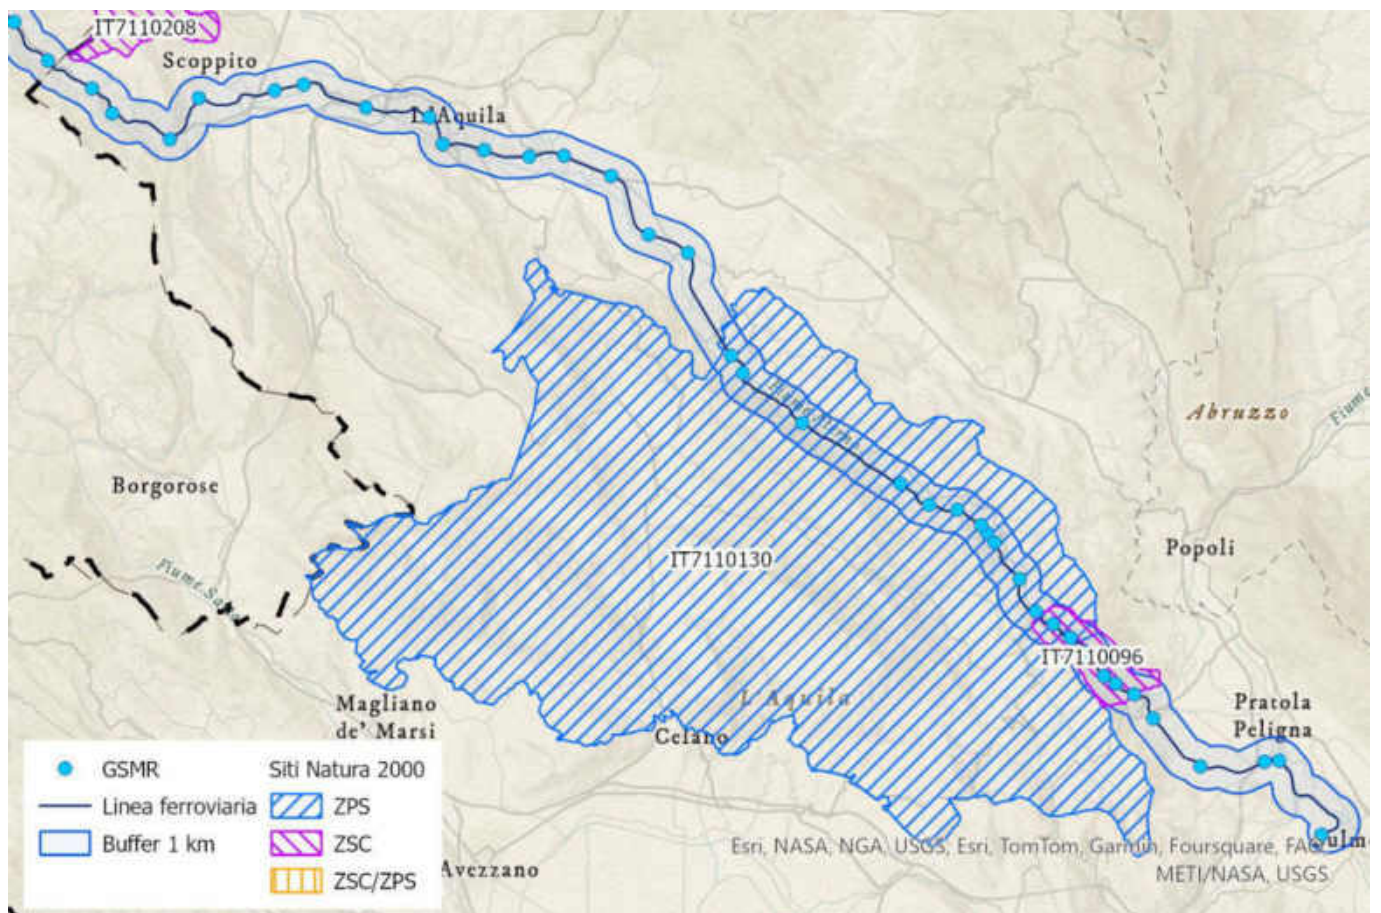 IT7110208
Scoppito
L'Aquila
Abruzzo
Fiume
Borgorose
Popoli
IT7110130
Fiume Salto
IT7110096
L'Aquila
Magliano
de' Marsi
Celano
Pratola
Peligna
GSMR
Siti Natura 2000
Linea ferroviaria
ZPS
Buffer 1 km
ZSC
ZSC/ZPS
Avezzano
Esri, NASA, NGA, USGS, Esri, TomTom, Garmin, Foursquare, FAO,
METI/NASA, USGS